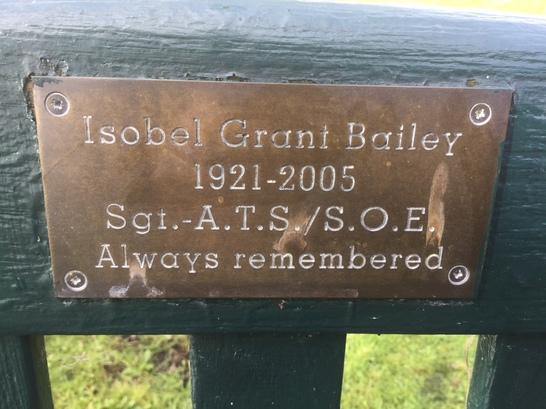 Isobel Grant Bailey
1921-2005
Sgt.-A.T.S./S.O.E.
Always remembered